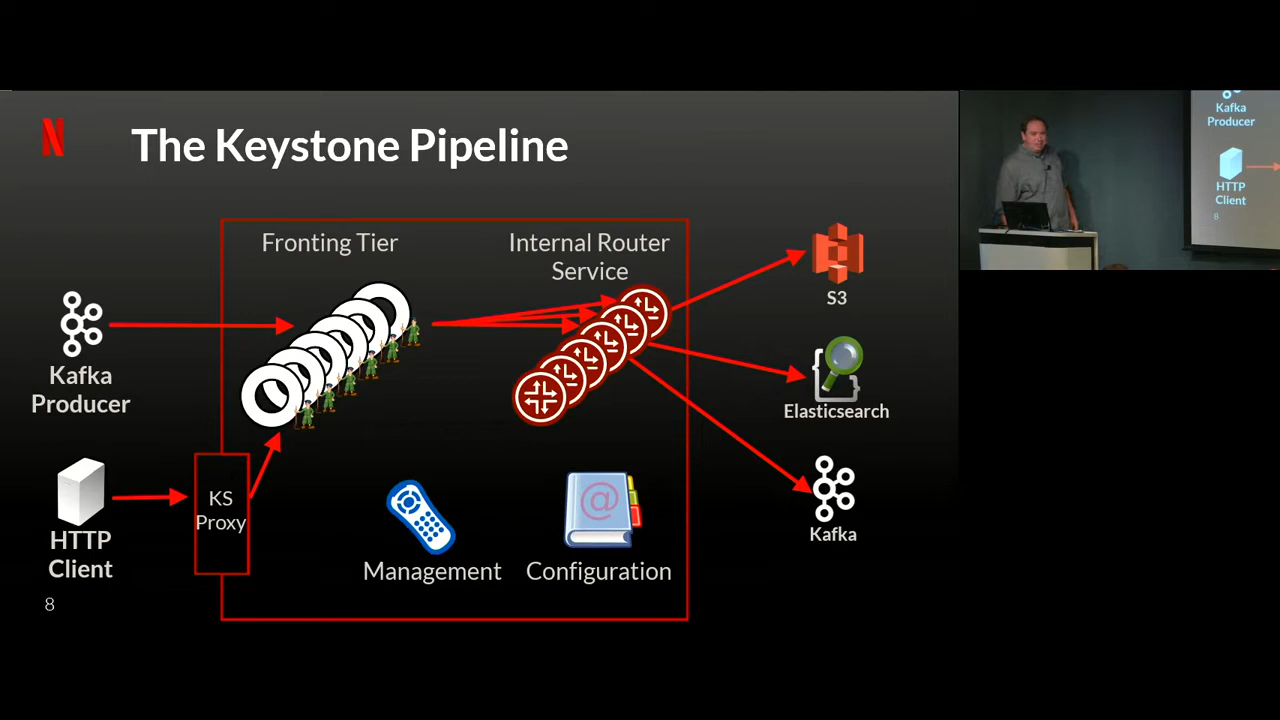 N
The Keystone Pipeline
Fronting Tier
Internal Router
Service
Kafka
Producer
HTTP
Client
KS
Proxy
Management
@
Configuration
S3
Elasticsearch
Kafka
8
Kafka
Producer
HTTP
Client
8